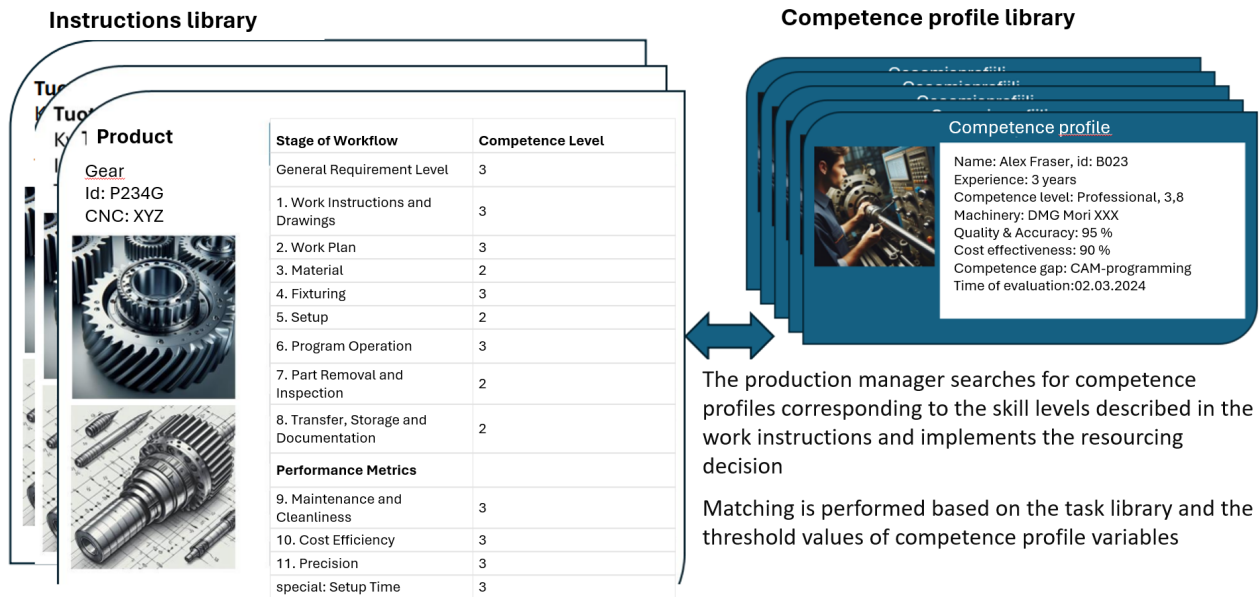 Instructions library
Competence profile library
Product
Gear
Id: P234G
CNC: XYZ
Stage of Workflow Competence Level
General Requirement Level 3
1. Work Instructions and
Drawings 3
2. Work Plan 3
3. Material 2
4. Fixturing 3
5. Setup 2
6. Program Operation 3
7. Part Removal and
Inspection 2
8. Transfer, Storage and
Documentation 2
Performance Metrics
9. Maintenance and
Cleanliness 3
10. Cost Efficiency 3
11. Precision 3
special: Setup Time 3
Competence profile
Name: Alex Fraser, id: B023
Experience: 3 years
Competence level: Professional, 3,8
Machinery: DMG Mori XXX
Quality & Accuracy: 95 %
Cost effectiveness: 90 %
Competence gap: CAM-programming
Time of evaluation:02.03.2024
The production manager searches for competence
profiles corresponding to the skill levels described in the
work instructions and implements the resourcing
decision
Matching is performed based on the task library and the
threshold values of competence profile variables